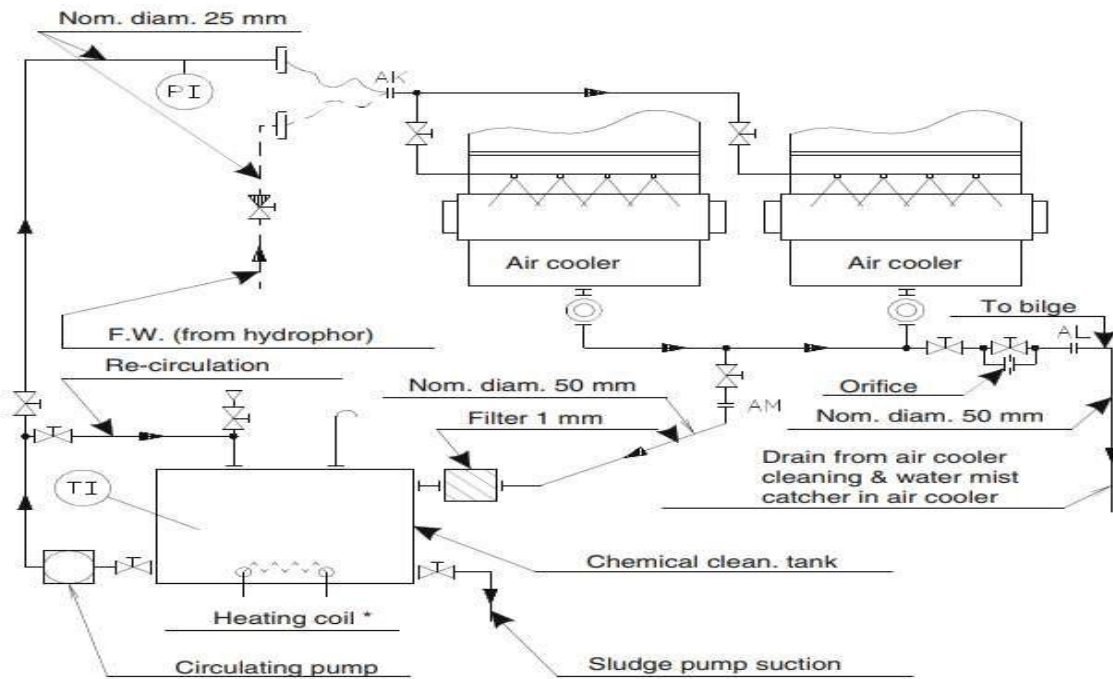 Nom. diam. 25 mm
PI
AK
Air cooler
Air cooler
To bilge
F.W. (from hydrophor)
AL
Re-circulation
Nom. diam. 50 mm
Orifice
AM
Filter 1 mm
Nom. diam. 50 mm
Drain from air cooler
cleaning & water mist
catcher in air cooler
TI
Chemical clean. tank
Heating coil *
Circulating pump
Sludge pump suction